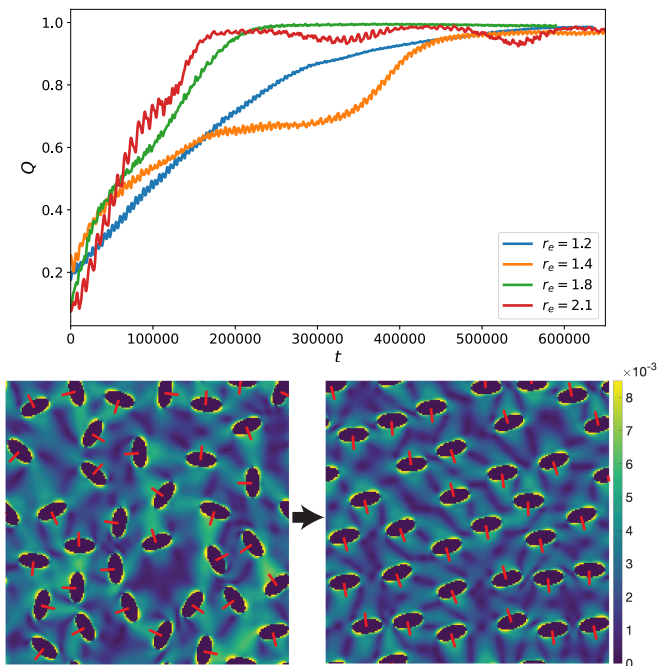 1.0
0.8
0.6
0.4
0.2
Q
0 100000 200000 300000 400000 500000 600000
t
r_e = 1.2
r_e = 1.4
r_e = 1.8
r_e = 2.1
×10⁻³
8
7
6
5
4
3
2
1
0